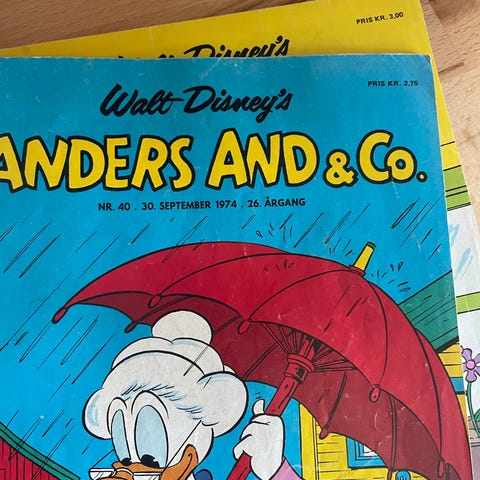 PRIS KR. 3,00
Walt Disney's
PRIS KR. 2,75
Walt Disney's
ANDERS AND & Co.
NR. 40 . 30. SEPTEMBER 1974 . 26. ÅRGANG